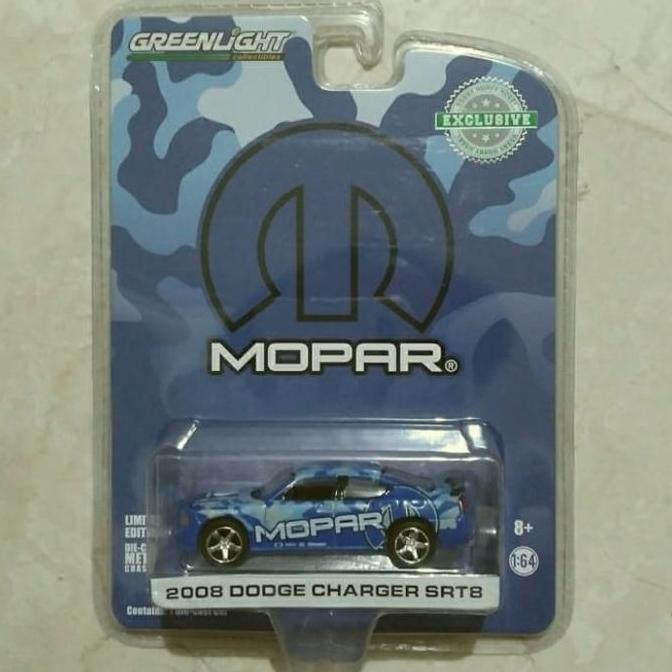 GREENLiGHT
collectibles
EXCLUSIVE
MOPAR®
MOPAR
8+
1:64
2008 DODGE CHARGER SRT8